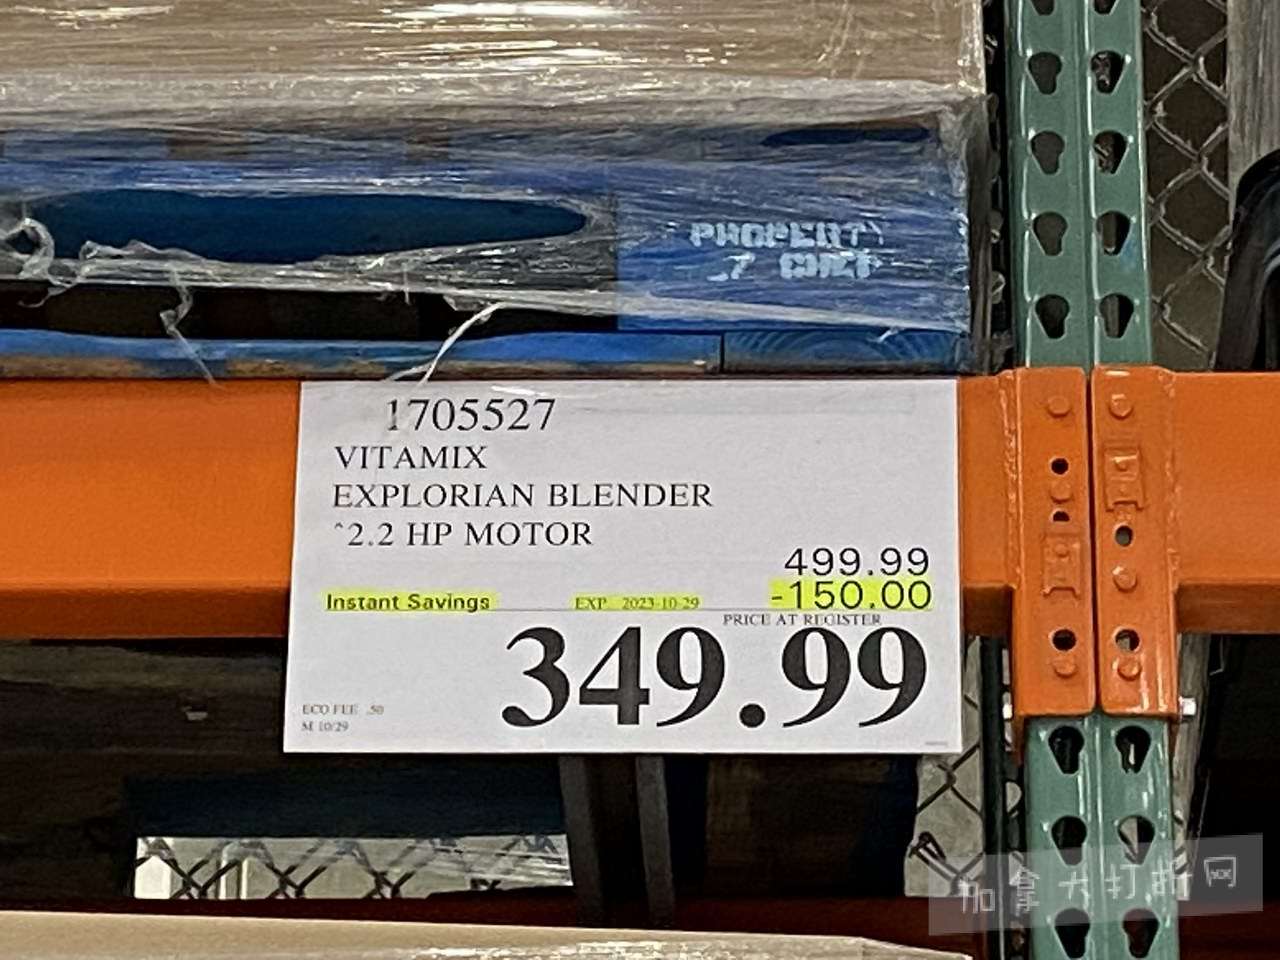 PROPERTY
1705527
VITAMIX
EXPLORIAN BLENDER
^2.2 HP MOTOR
499.99
Instant Savings EXP 2023-10-29 -150.00
PRICE AT REGISTER
349.99
ECO FEE .50
M 10/29
加拿大打折网